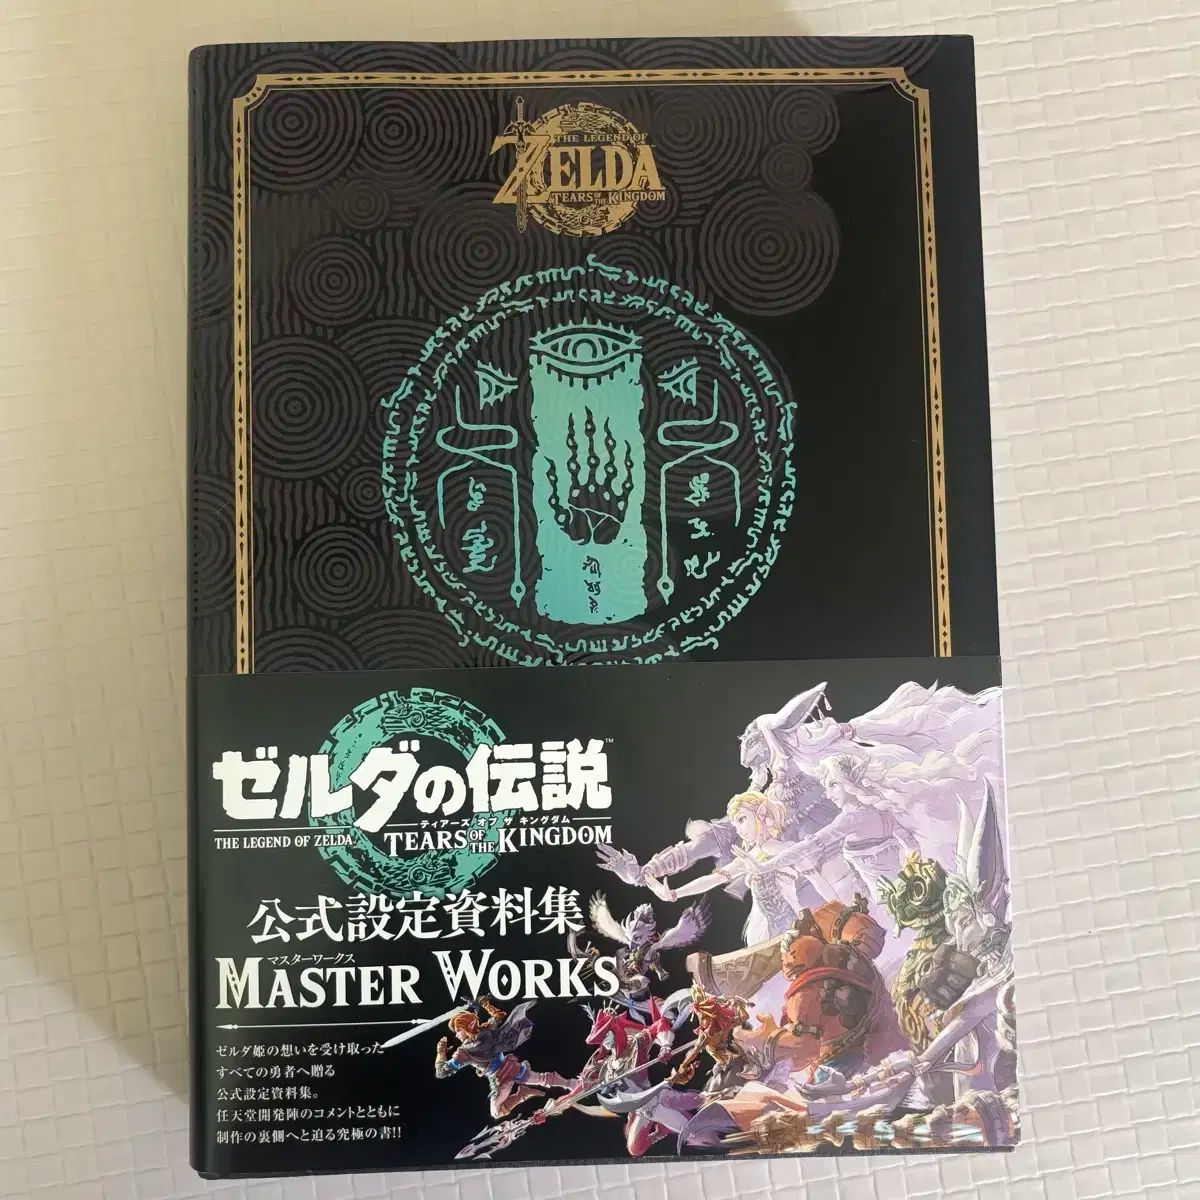 THE LEGEND OF
ZELDA
TEARS OF THE KINGDOM
ゼルダの伝説™
ティアーズ オブ ザ キングダム
THE LEGEND OF ZELDA
TEARS OF THE KINGDOM
公式設定資料集
マスターワークス
MASTER WORKS
ゼルダ姫の想いを受け取った
すべての勇者へ贈る
公式設定資料集。
任天堂開発陣のコメントとともに
制作の裏側へと迫る究極の書!!